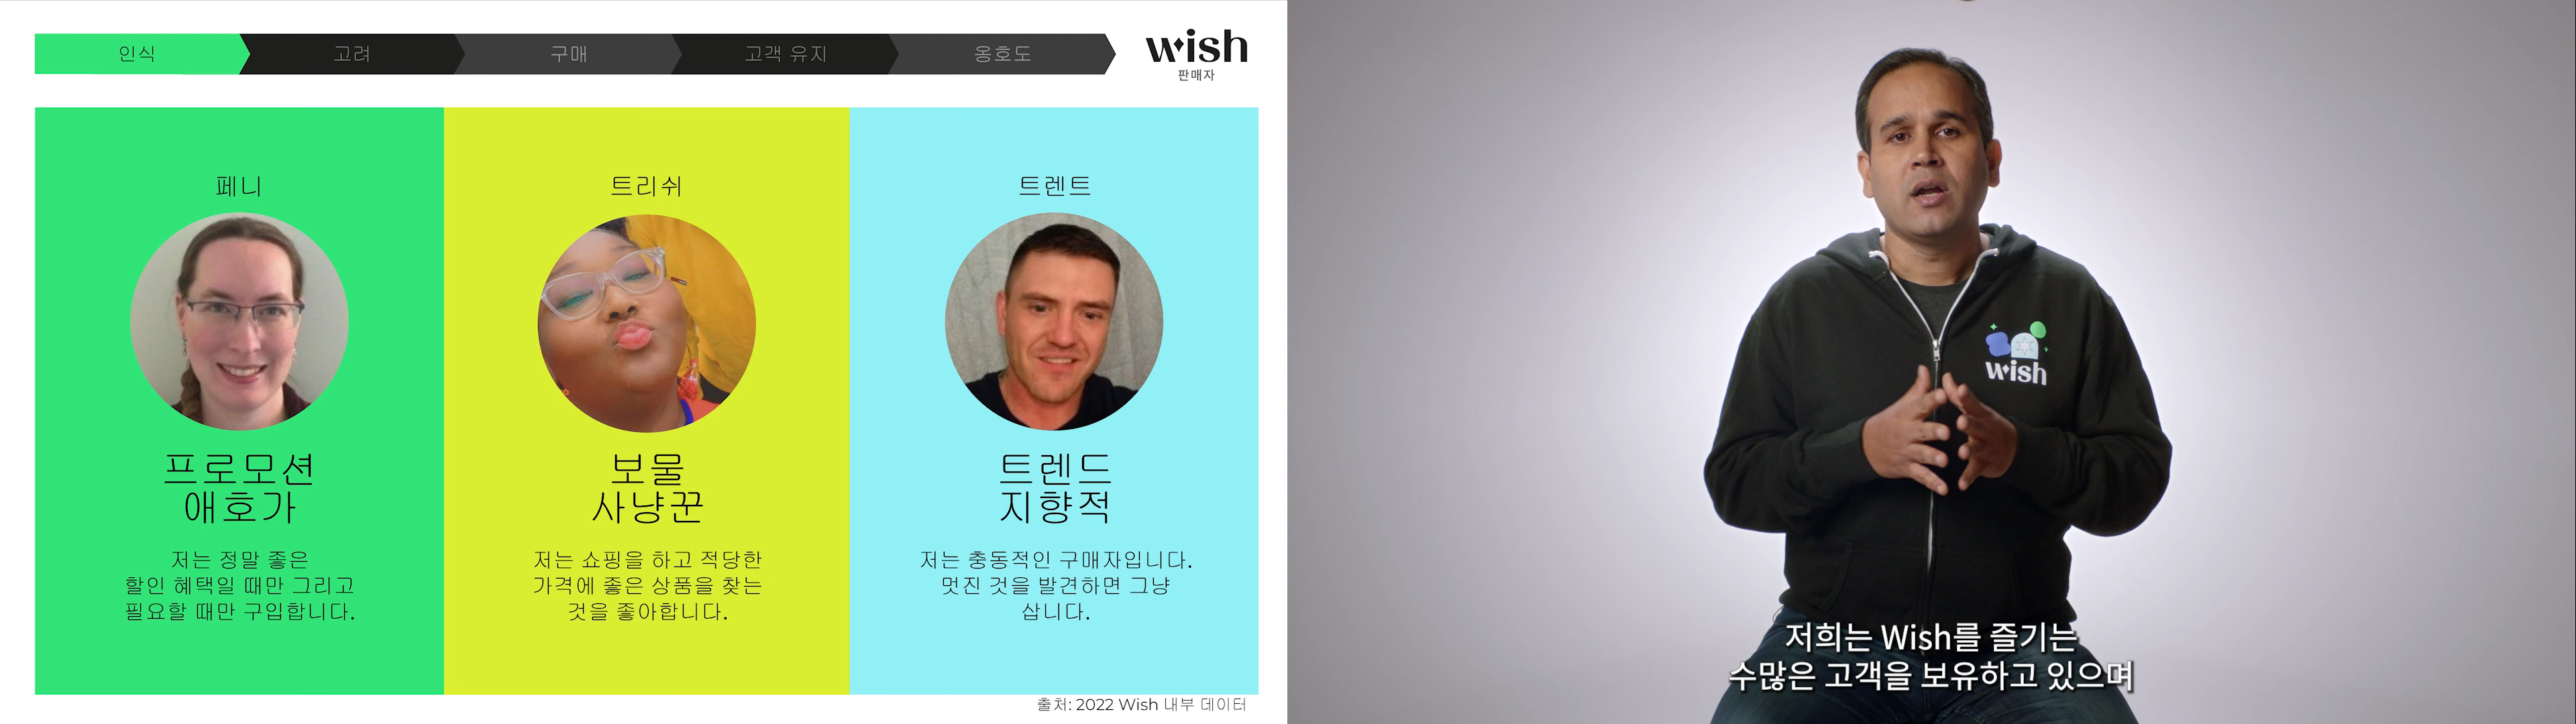 인식
고려
구매
고객 유지
옹호도
wish
판매자
페니
트리쉬
트렌트
프로모션
애호가
보물
사냥꾼
트렌드
지향적
저는 정말 좋은
할인 혜택일 때만 그리고
필요할 때만 구입합니다.
저는 쇼핑을 하고 적당한
가격에 좋은 상품을 찾는
것을 좋아합니다.
저는 충동적인 구매자입니다.
멋진 것을 발견하면 그냥
삽니다.
출처: 2022 Wish 내부 데이터
wish
저희는 Wish를 즐기는
수많은 고객을 보유하고 있으며